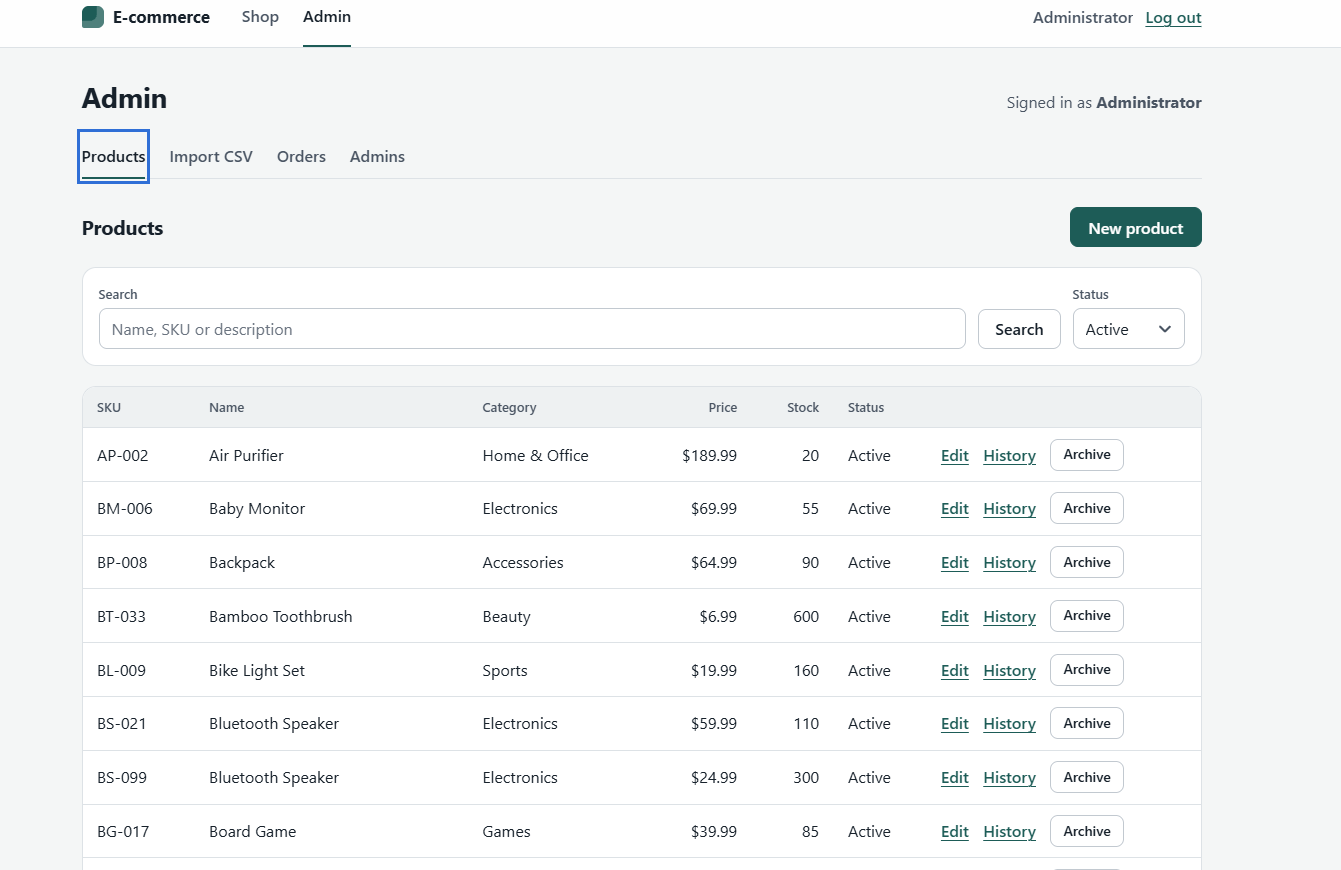 E-commerce Shop Admin Administrator Log out
Admin
Signed in as Administrator
Products Import CSV Orders Admins
Products New product
Search Status
Name, SKU or description Search Active
SKU Name Category Price Stock Status
AP-002 Air Purifier Home & Office $189.99 20 Active Edit History Archive
BM-006 Baby Monitor Electronics $69.99 55 Active Edit History Archive
BP-008 Backpack Accessories $64.99 90 Active Edit History Archive
BT-033 Bamboo Toothbrush Beauty $6.99 600 Active Edit History Archive
BL-009 Bike Light Set Sports $19.99 160 Active Edit History Archive
BS-021 Bluetooth Speaker Electronics $59.99 110 Active Edit History Archive
BS-099 Bluetooth Speaker Electronics $24.99 300 Active Edit History Archive
BG-017 Board Game Games $39.99 85 Active Edit History Archive